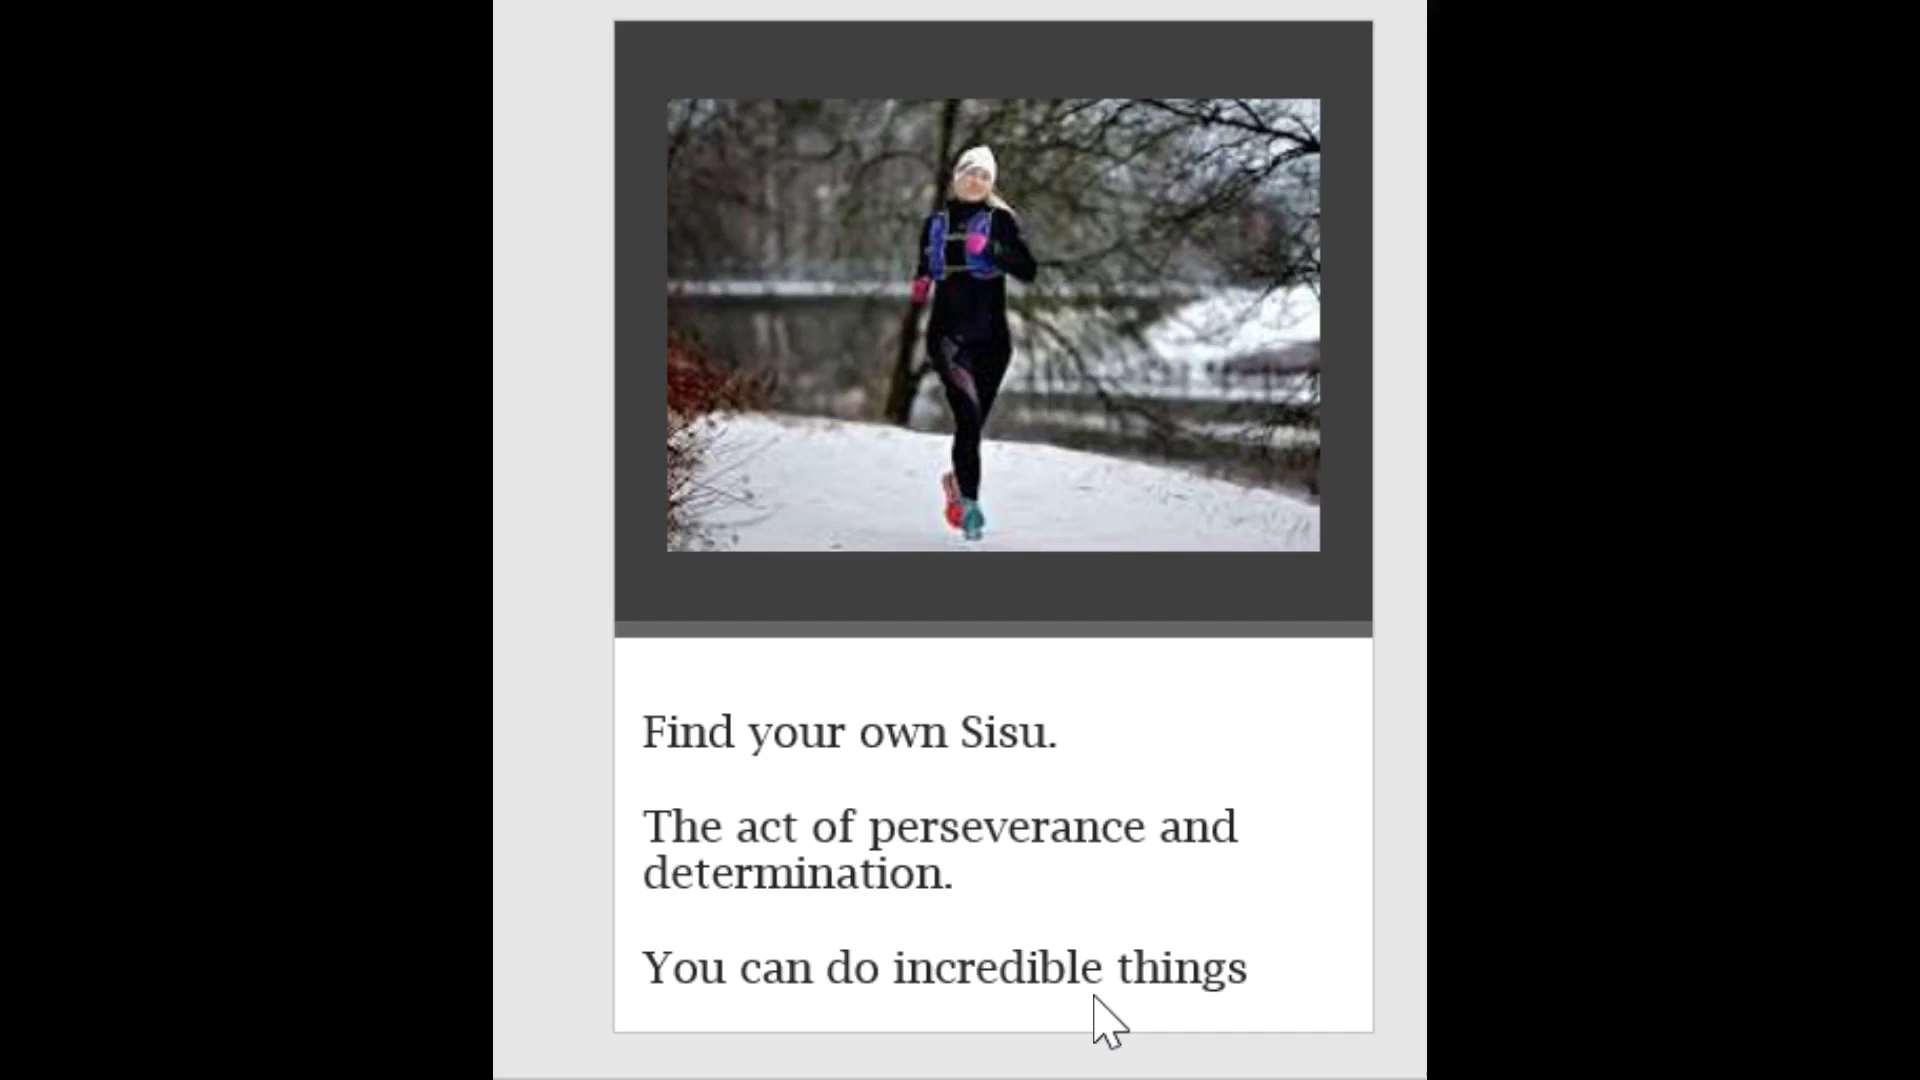 Find your own Sisu.
The act of perseverance and
determination.
You can do incredible things